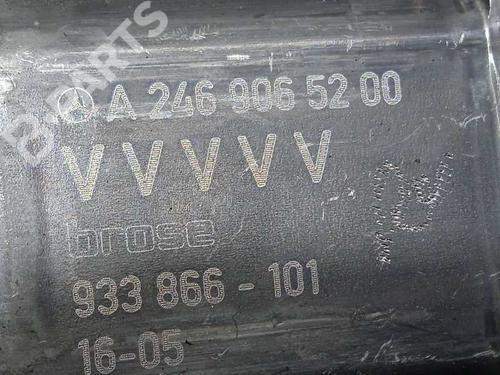 B-PARTS
A 246 906 52 00
VVVVV
brose
933 866 - 101
16-05